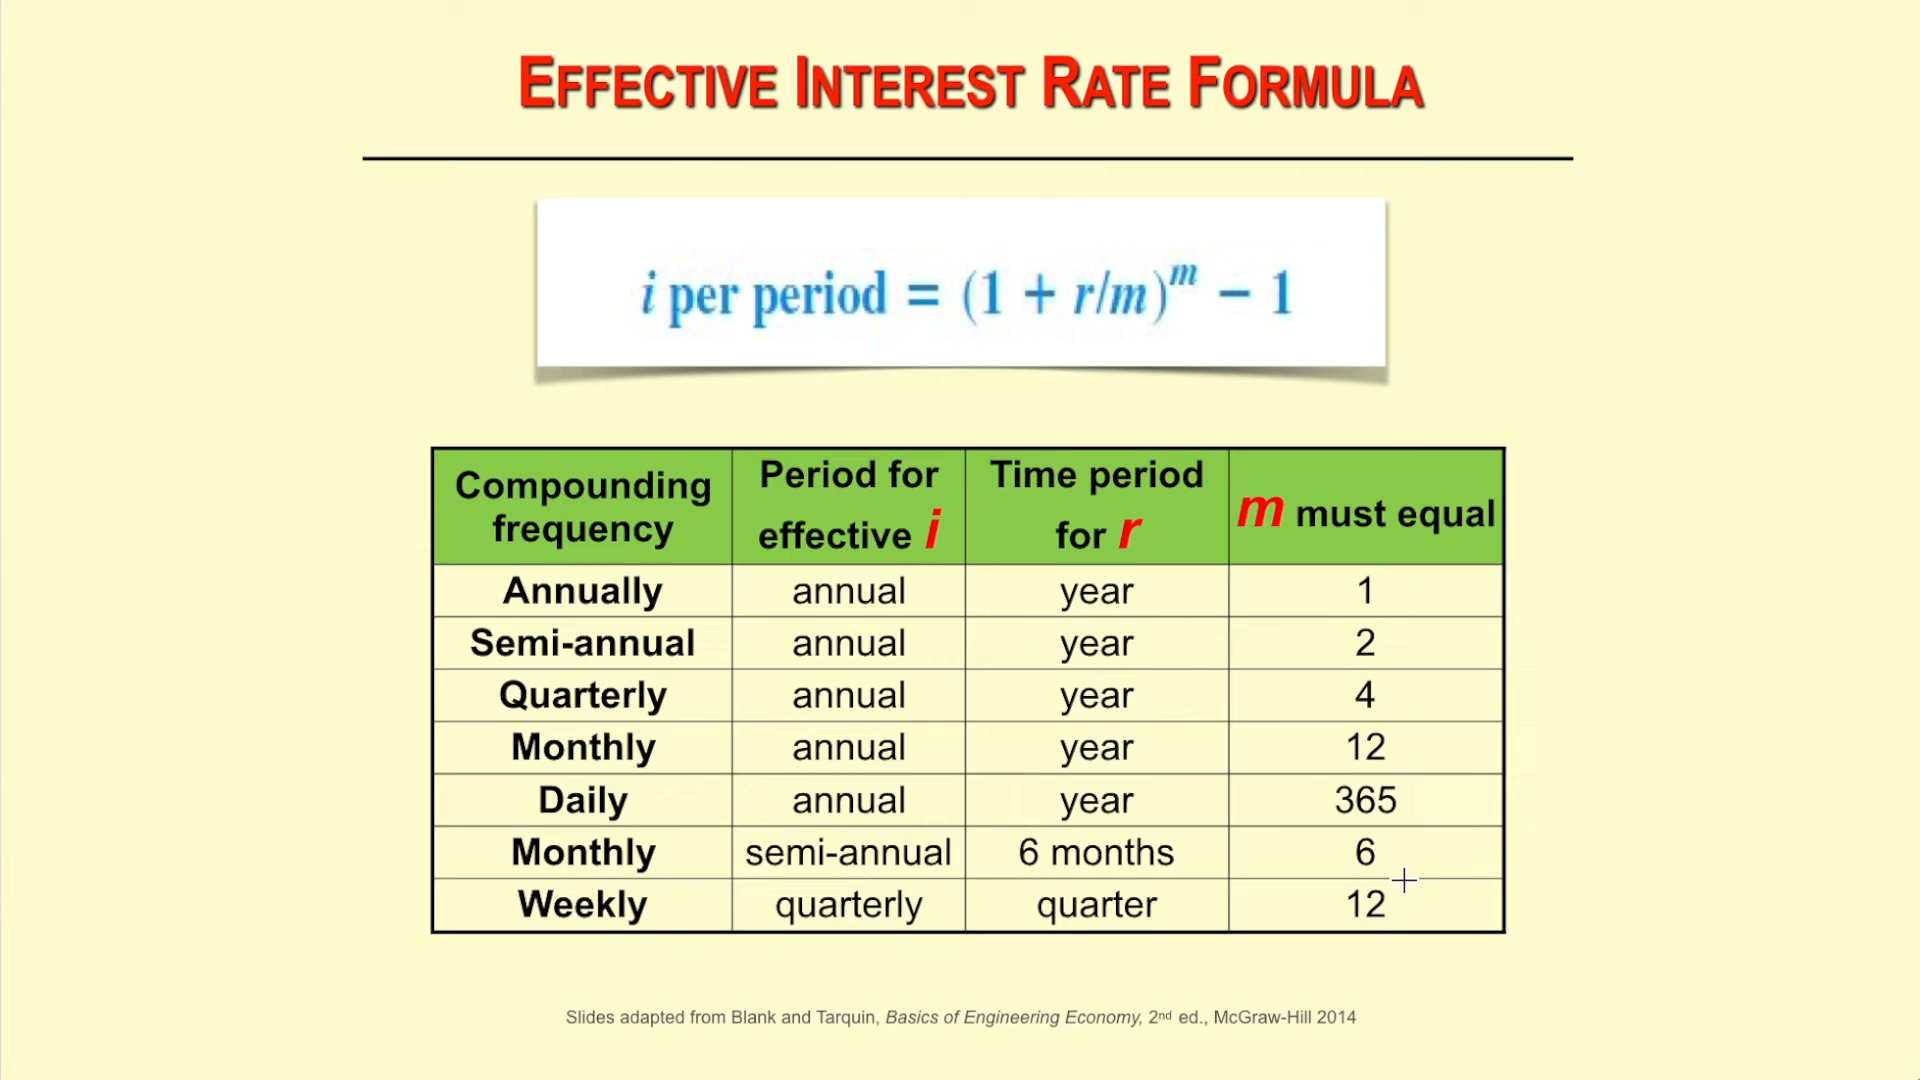 EFFECTIVE INTEREST RATE FORMULA
i per period = (1 + r/m)^m − 1
Compounding frequency | Period for effective i | Time period for r | m must equal
Annually | annual | year | 1
Semi-annual | annual | year | 2
Quarterly | annual | year | 4
Monthly | annual | year | 12
Daily | annual | year | 365
Monthly | semi-annual | 6 months | 6
Weekly | quarterly | quarter | 12
Slides adapted from Blank and Tarquin, Basics of Engineering Economy, 2nd ed., McGraw-Hill 2014